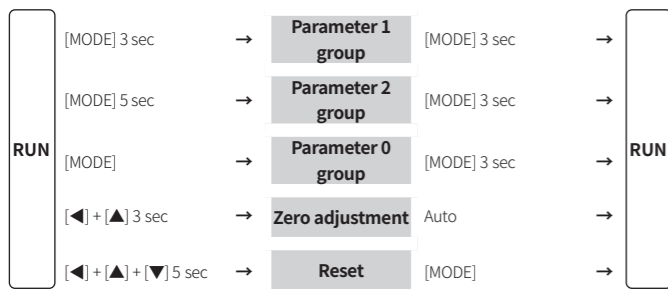 RUN
[MODE] 3 sec → Parameter 1 group [MODE] 3 sec →
[MODE] 5 sec → Parameter 2 group [MODE] 3 sec →
[MODE] → Parameter 0 group [MODE] 3 sec →
[◀] + [▲] 3 sec → Zero adjustment Auto →
[◀] + [▲] + [▼] 5 sec → Reset [MODE] →
RUN